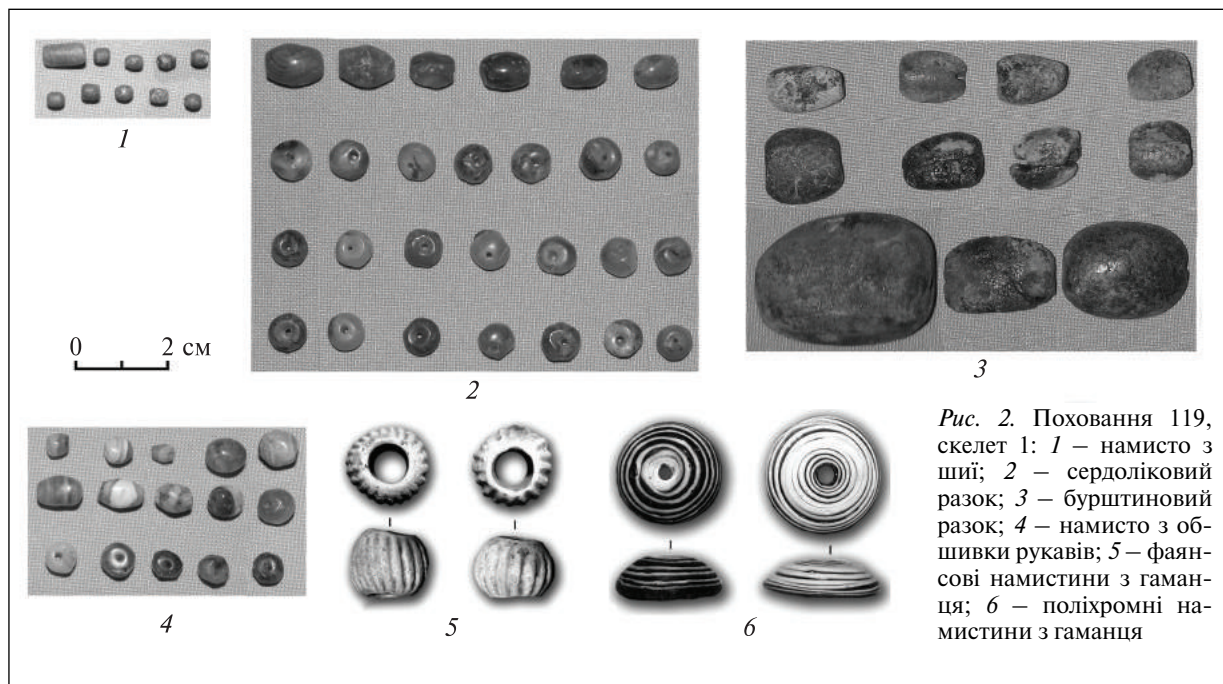 1
2
3
0 2 см
4
5
6
Рис. 2. Поховання 119,
скелет 1: 1 – намисто з
шиї; 2 – сердоліковий
разок; 3 – бурштиновий
разок; 4 – намисто з об-
шивки рукавів; 5 – фаян-
сові намистини з гаман-
ця; 6 – поліхромні на-
мистини з гаманця